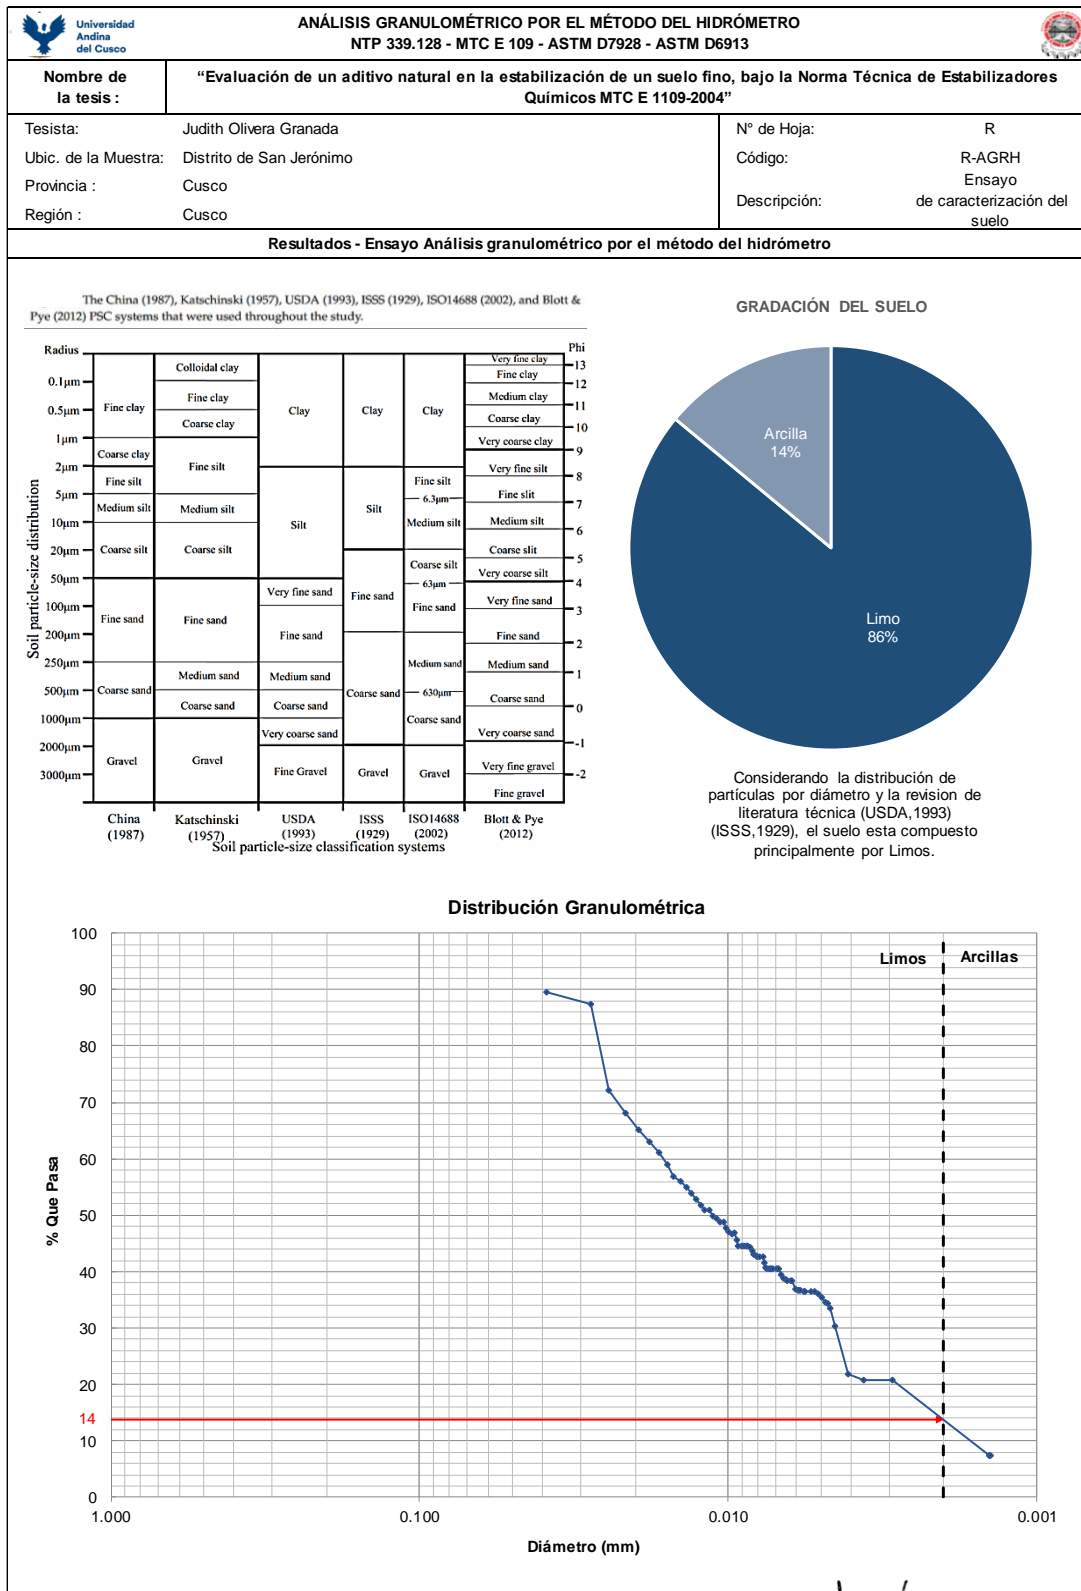 Universidad
Andina
del Cusco
ANÁLISIS GRANULOMÉTRICO POR EL MÉTODO DEL HIDRÓMETRO
NTP 339.128 - MTC E 109 - ASTM D7928 - ASTM D6913
Nombre de
la tesis :
“Evaluación de un aditivo natural en la estabilización de un suelo fino, bajo la Norma Técnica de Estabilizadores
Químicos MTC E 1109-2004”
Tesista: Judith Olivera Granada
Ubic. de la Muestra: Distrito de San Jerónimo
Provincia : Cusco
Región : Cusco
N° de Hoja: R
Código: R-AGRH
Descripción:
Ensayo
de caracterización del
suelo
Resultados - Ensayo Análisis granulométrico por el método del hidrómetro
The China (1987), Katschinski (1957), USDA (1993), ISSS (1929), ISO14688 (2002), and Blott &
Pye (2012) PSC systems that were used throughout the study.
Radius
0.1μm
0.5μm
1μm
2μm
5μm
10μm
20μm
50μm
100μm
200μm
250μm
500μm
1000μm
2000μm
3000μm
Soil particle-size distribution
Fine clay
Coarse clay
Fine silt
Medium silt
Coarse silt
Fine sand
Coarse sand
Gravel
China
(1987)
Colloidal clay
Fine clay
Coarse clay
Fine silt
Medium silt
Coarse silt
Fine sand
Medium sand
Coarse sand
Gravel
Katschinski
(1957)
Clay
Silt
Very fine sand
Fine sand
Medium sand
Coarse sand
Very coarse sand
Fine Gravel
USDA
(1993)
Clay
Silt
Fine sand
Coarse sand
Gravel
ISSS
(1929)
Clay
Fine silt
6.3μm
Medium silt
Coarse silt
63μm
Fine sand
Medium sand
630μm
Coarse sand
Gravel
ISO14688
(2002)
Very fine clay
Fine clay
Medium clay
Coarse clay
Very coarse clay
Very fine silt
Fine slit
Medium silt
Coarse slit
Very coarse silt
Very fine sand
Fine sand
Medium sand
Coarse sand
Very coarse sand
Very fine gravel
Fine gravel
Blott & Pye
(2012)
Phi
13
12
11
10
9
8
7
6
5
4
3
2
1
0
-1
-2
Soil particle-size classification systems
GRADACIÓN DEL SUELO
Arcilla
14%
Limo
86%
Considerando la distribución de
partículas por diámetro y la revision de
literatura técnica (USDA,1993)
(ISSS,1929), el suelo esta compuesto
principalmente por Limos.
Distribución Granulométrica
Limos
Arcillas
% Que Pasa
100
90
80
70
60
50
40
30
20
14
10
0
1.000
0.100
0.010
0.001
Diámetro (mm)